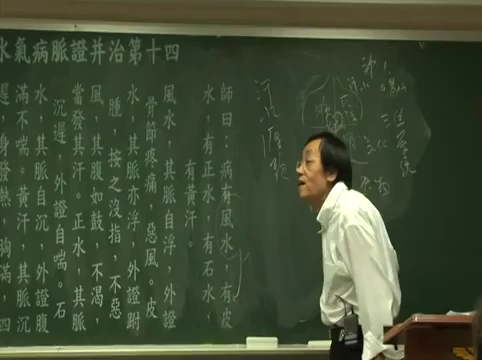 水氣病脈證并治第十四
師曰：病有風水，有皮
水，有正水，有石水，
有黃汗。
風水，其脈自浮，外證
骨節疼痛，惡風。皮
水，其脈亦浮，外證胕
腫，按之沒指，不惡
風，其腹如鼓，不渴，
當發其汗。正水，其脈
沉遲，外證自喘。石
水，其脈自沉，外證腹
滿不喘。黃汗，其脈沉
遲，身發熱，胸滿，四